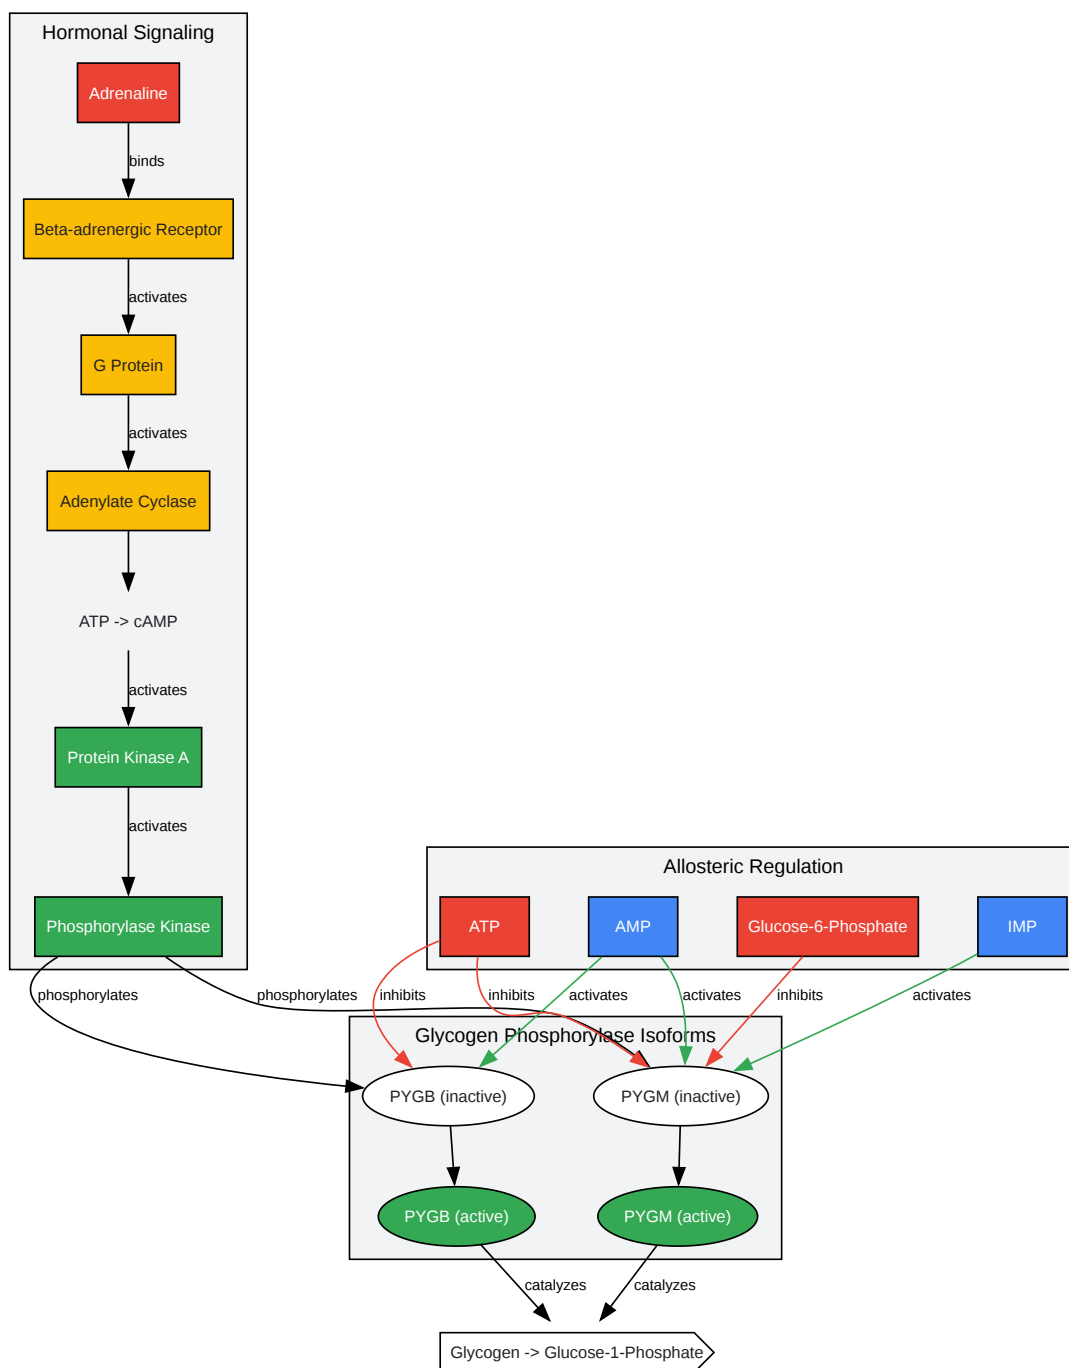 Hormonal Signaling
Adrenaline
binds
Beta-adrenergic Receptor
activates
G Protein
activates
Adenylate Cyclase
ATP -> cAMP
activates
Protein Kinase A
activates
Phosphorylase Kinase
Allosteric Regulation
ATP
AMP
Glucose-6-Phosphate
IMP
phosphorylates
phosphorylates
inhibits
inhibits
activates
activates
inhibits
activates
Glycogen Phosphorylase Isoforms
PYGB (inactive)
PYGM (inactive)
PYGB (active)
PYGM (active)
catalyzes
catalyzes
Glycogen -> Glucose-1-Phosphate